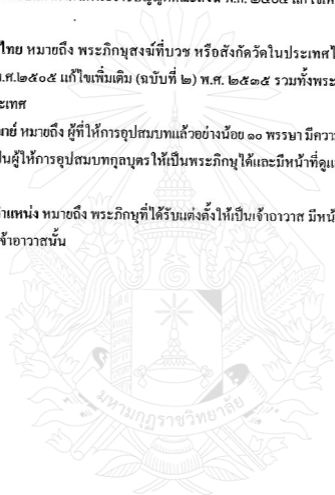 พ.ศ. ๒๕๐๕
ไทย หมายถึง พระภิกษุสงฆ์ที่บวช หรือสังกัดวัดในประเทศไ
.ศ.๒๕๐๕ แก้ไขเพิ่มเติม (ฉบับที่ ๒) พ.ศ. ๒๕๓๕ รวมทั้งพระ
ะเทศ
าย์ หมายถึง ผู้ที่ให้การอุปสมบทแล้วอย่างน้อย ๑๐ พรรษา มีควา
ป็นผู้ให้การอุปสมบทกุลบุตรให้เป็นพระภิกษุได้และมีหน้าที่ดูแ
ำแหน่ง หมายถึง พระภิกษุที่ได้รับแต่งตั้งให้เป็นเจ้าอาวาส มีหน้
จ้าอาวาสนั้น
มหามกุฏราชวิทยาลัย